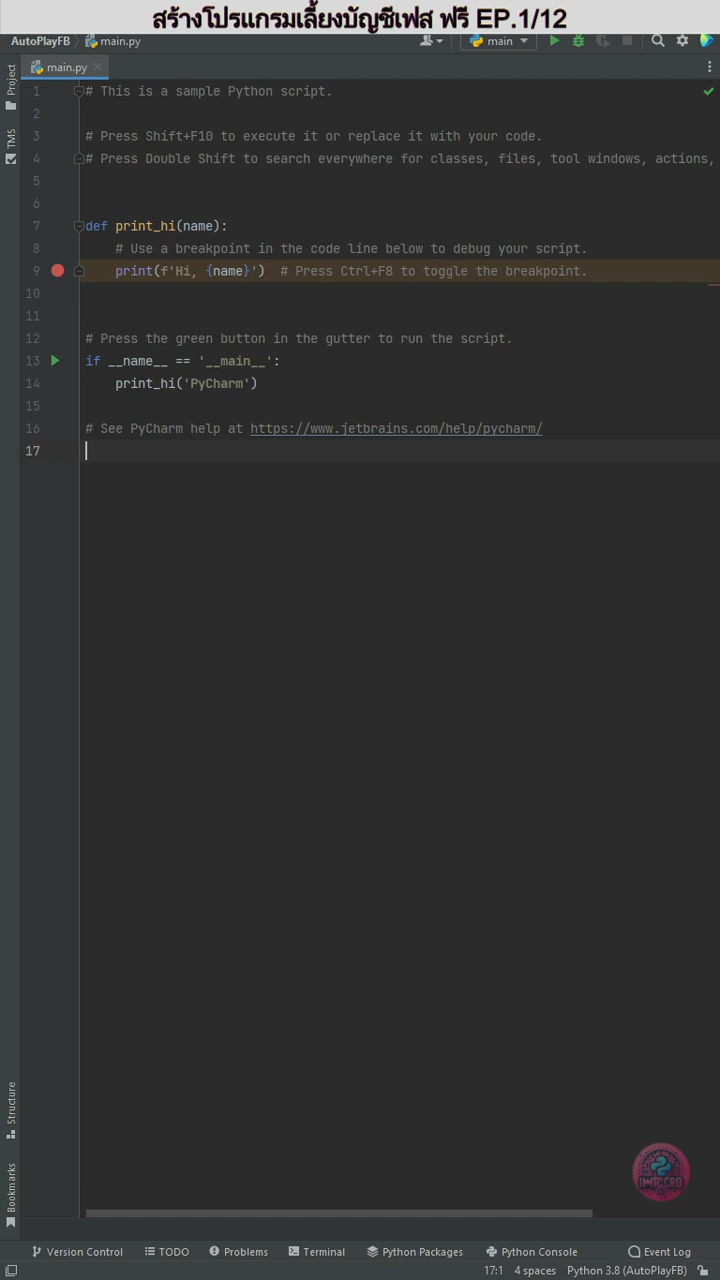 สร้างโปรแกรมเลี้ยงบัญชีเฟส ฟรี EP.1/12
AutoPlayFB main.py
main
main.py
Project
TMS
1 # This is a sample Python script.
2
3 # Press Shift+F10 to execute it or replace it with your code.
4 # Press Double Shift to search everywhere for classes, files, tool windows, actions,
5
6
7 def print_hi(name):
8 # Use a breakpoint in the code line below to debug your script.
9 print(f'Hi, {name}') # Press Ctrl+F8 to toggle the breakpoint.
10
11
12 # Press the green button in the gutter to run the script.
13 if __name__ == '__main__':
14 print_hi('PyCharm')
15
16 # See PyCharm help at https://www.jetbrains.com/help/pycharm/
17
Structure
Bookmarks
Version Control TODO Problems Terminal Python Packages Python Console Event Log
17:1 4 spaces Python 3.8 (AutoPlayFB)